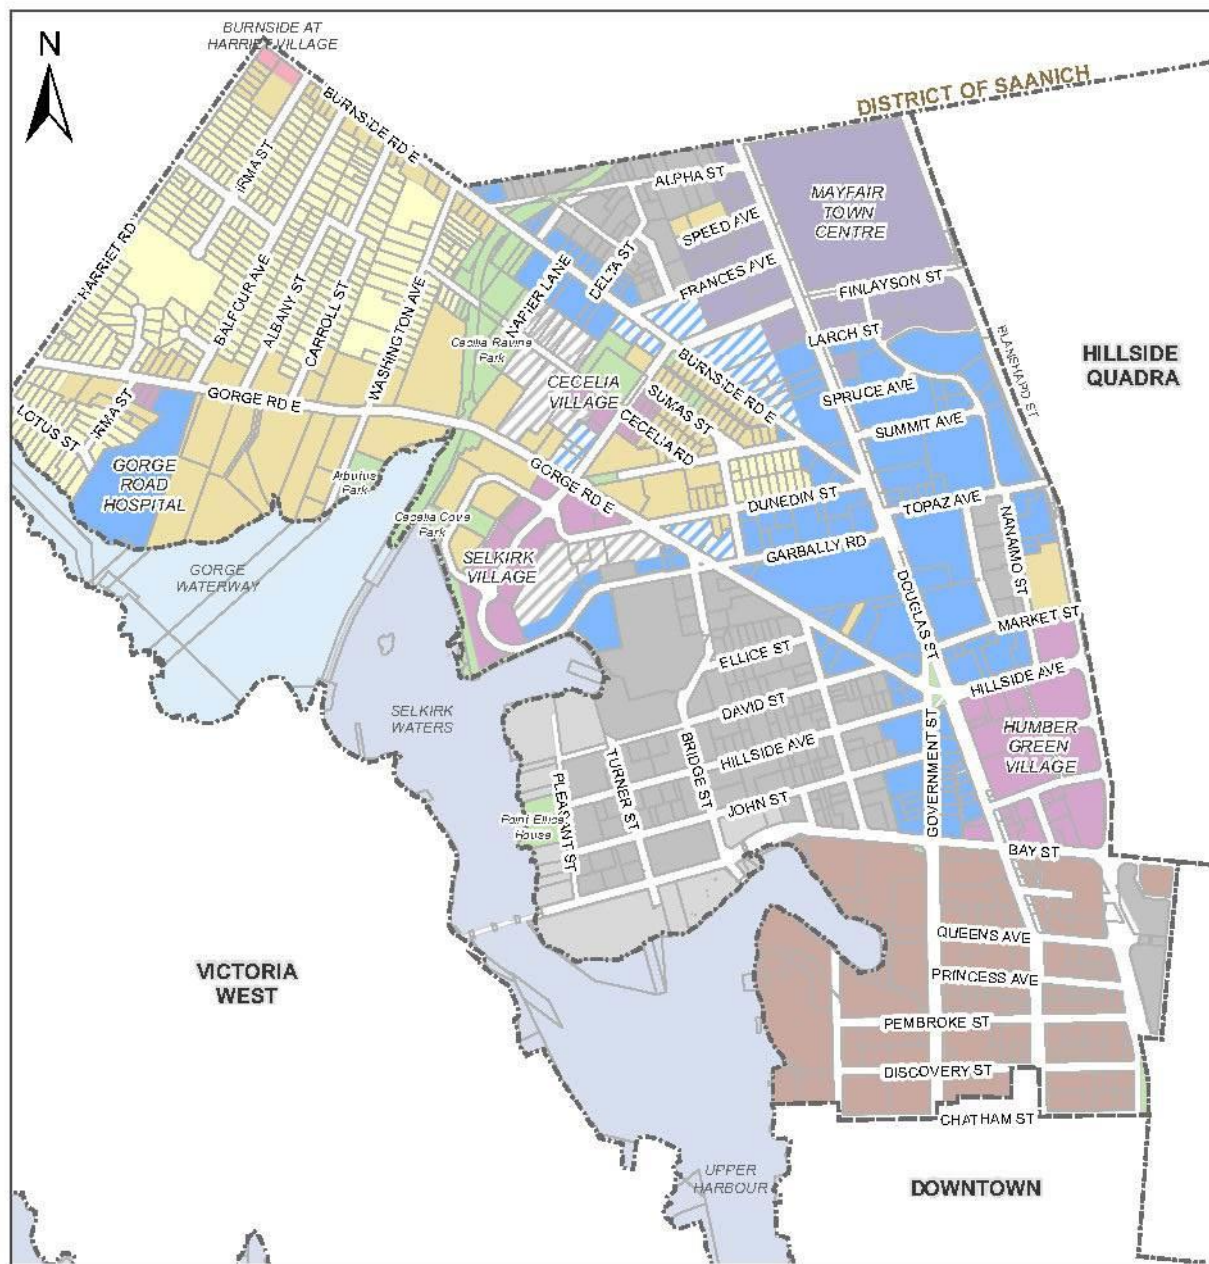 BURNSIDE AT
HARRIET VILLAGE
N
DISTRICT OF SAANICH
BURNSIDE RD E
IRMA ST
HARRIET RD
ALPHA ST
MAYFAIR
TOWN
CENTRE
SPEED AVE
DELTA ST
NAPIER LANE
FRANCES AVE
FINLAYSON ST
BALFOUR AVE
ALBANY ST
CARROLL ST
WASHINGTON AVE
LARCH ST
BLANSHARD ST
HILLSIDE
QUADRA
Cecilia Ravine
Park
CECELIA
VILLAGE
BURNSIDE RD E
SPRUCE AVE
SUMAS ST
CECELIA RD
SUMMIT AVE
GORGE RD E
IRMA ST
LOTUS ST
GORGE
ROAD
HOSPITAL
Arbutus
Park
GORGE RD E
DUNEDIN ST
TOPAZ AVE
NANAIMO ST
Cecelia Cove
Park
GARBALLY RD
SELKIRK
VILLAGE
GORGE
WATERWAY
DOUGLAS ST
MARKET ST
ELLICE ST
HILLSIDE AVE
DAVID ST
SELKIRK
WATERS
HILLSIDE AVE
BRIDGE ST
TURNER ST
PLEASANT ST
GOVERNMENT ST
HUMBER
GREEN
VILLAGE
JOHN ST
Point Ellice
House
BAY ST
QUEENS AVE
VICTORIA
WEST
PRINCESS AVE
PEMBROKE ST
DISCOVERY ST
CHATHAM ST
UPPER
HARBOUR
DOWNTOWN